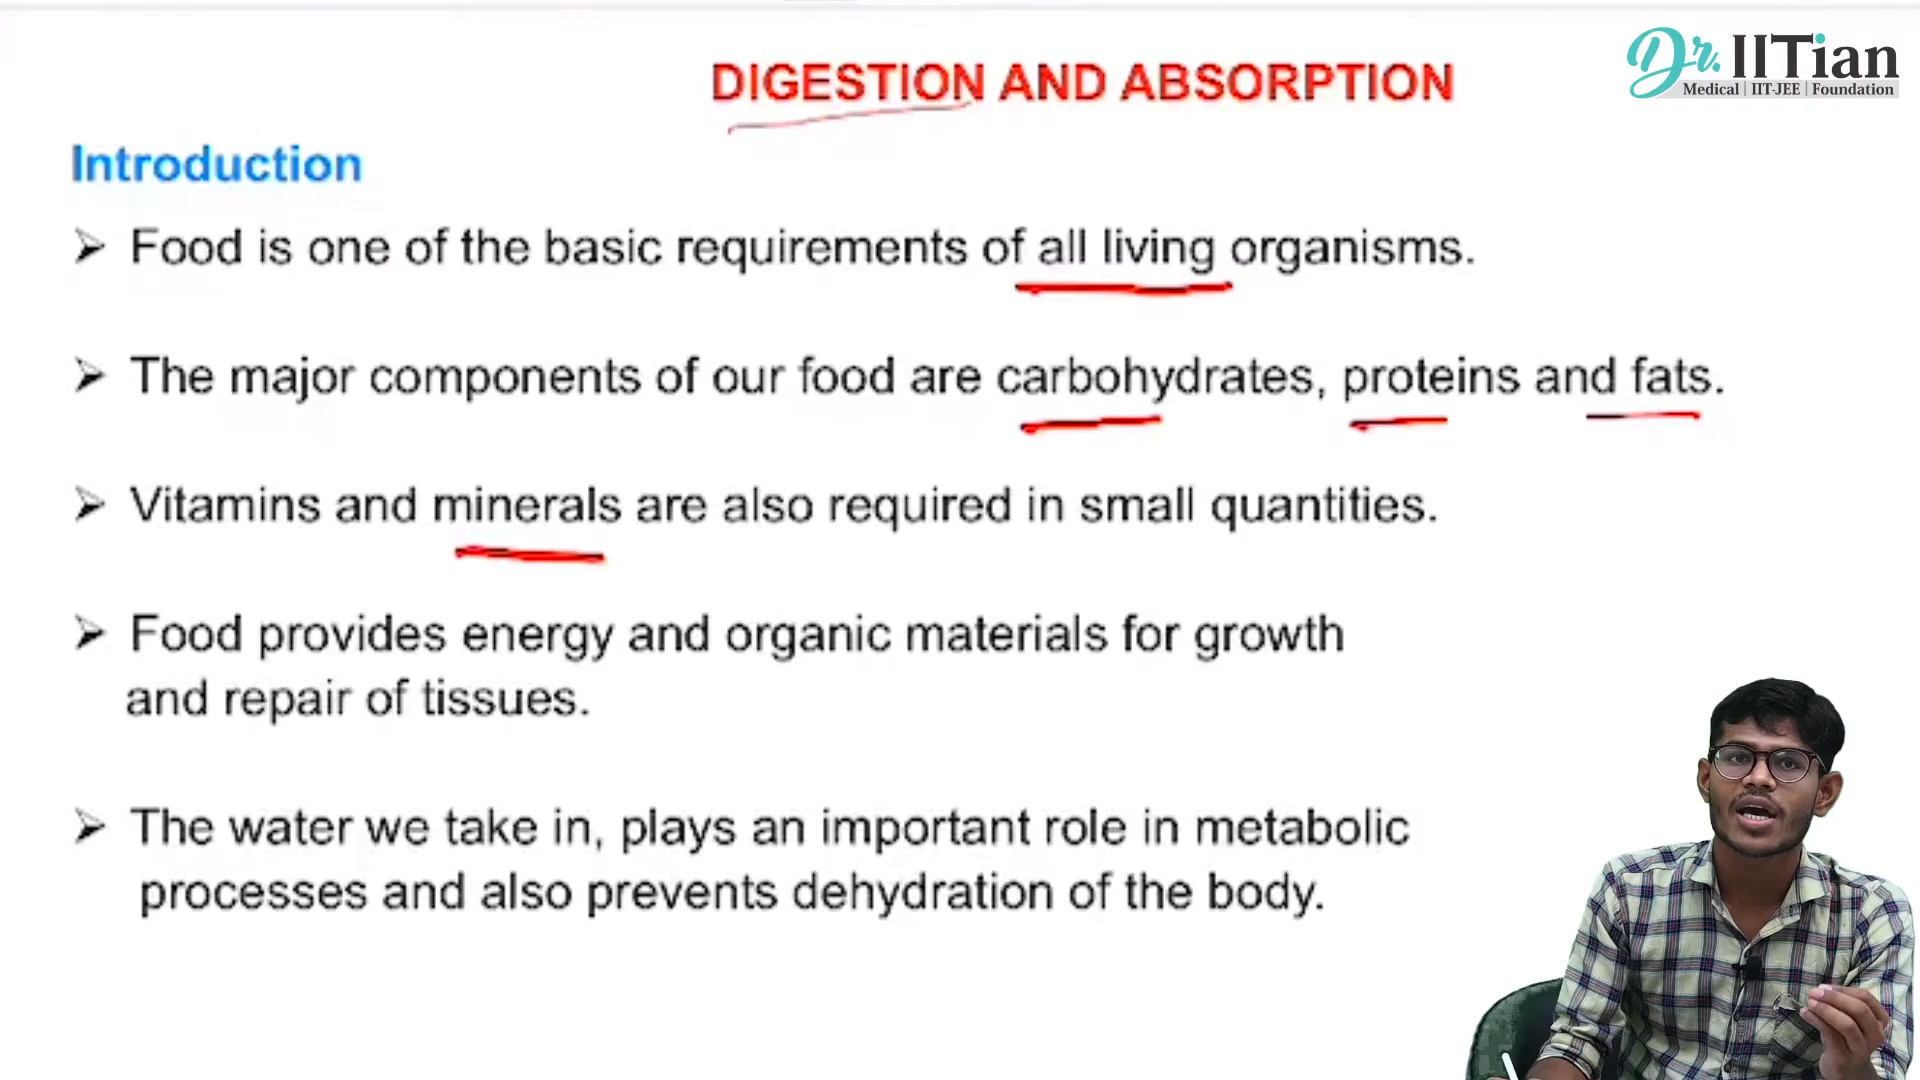 Dr. IITian
Medical | IIT-JEE | Foundation
DIGESTION AND ABSORPTION
Introduction
➢ Food is one of the basic requirements of all living organisms.
➢ The major components of our food are carbohydrates, proteins and fats.
➢ Vitamins and minerals are also required in small quantities.
➢ Food provides energy and organic materials for growth
and repair of tissues.
➢ The water we take in, plays an important role in metabolic
processes and also prevents dehydration of the body.